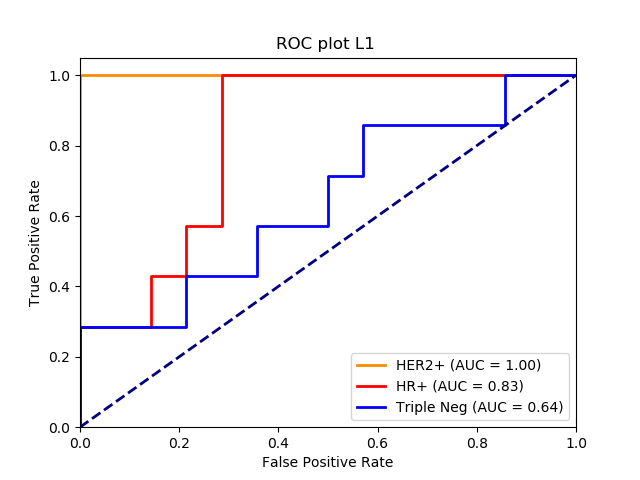 ROC plot L1
True Positive Rate
1.0
0.8
0.6
0.4
0.2
0.0
0.0 0.2 0.4 0.6 0.8 1.0
False Positive Rate
HER2+ (AUC = 1.00)
HR+ (AUC = 0.83)
Triple Neg (AUC = 0.64)